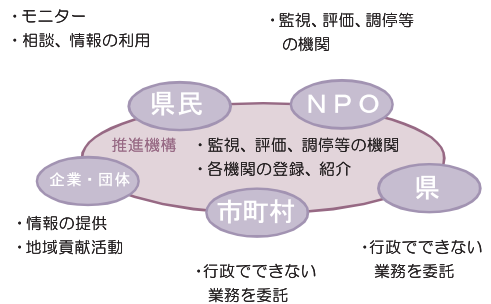 ・モニター
・相談、情報の利用
・監視、評価、調停等
の機関
県民
NPO
推進機構
・監視、評価、調停等の機関
・各機関の登録、紹介
企業・団体
市町村
県
・情報の提供
・地域貢献活動
・行政でできない
業務を委託
・行政でできない
業務を委託